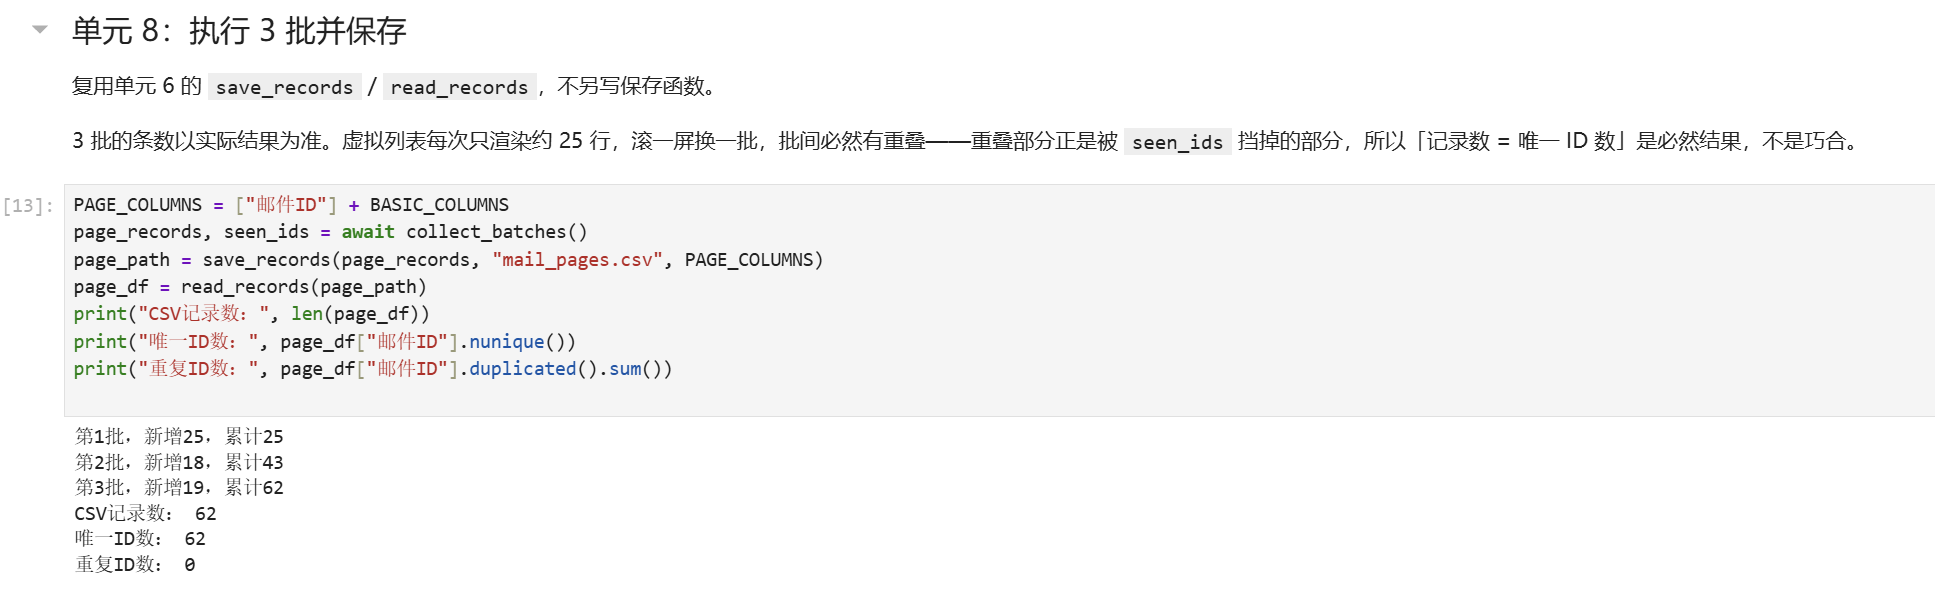 单元 8：执行 3 批并保存
复用单元 6 的 save_records / read_records，不另写保存函数。
3 批的条数以实际结果为准。虚拟列表每次只渲染约 25 行，滚一屏换一批，批间必然有重叠——重叠部分正是被 seen_ids 挡掉的部分，所以「记录数 = 唯一 ID 数」是必然结果，不是巧合。
[13]: PAGE_COLUMNS = ["邮件ID"] + BASIC_COLUMNS
page_records, seen_ids = await collect_batches()
page_path = save_records(page_records, "mail_pages.csv", PAGE_COLUMNS)
page_df = read_records(page_path)
print("CSV记录数：", len(page_df))
print("唯一ID数：", page_df["邮件ID"].nunique())
print("重复ID数：", page_df["邮件ID"].duplicated().sum())
第1批，新增25，累计25
第2批，新增18，累计43
第3批，新增19，累计62
CSV记录数： 62
唯一ID数： 62
重复ID数： 0